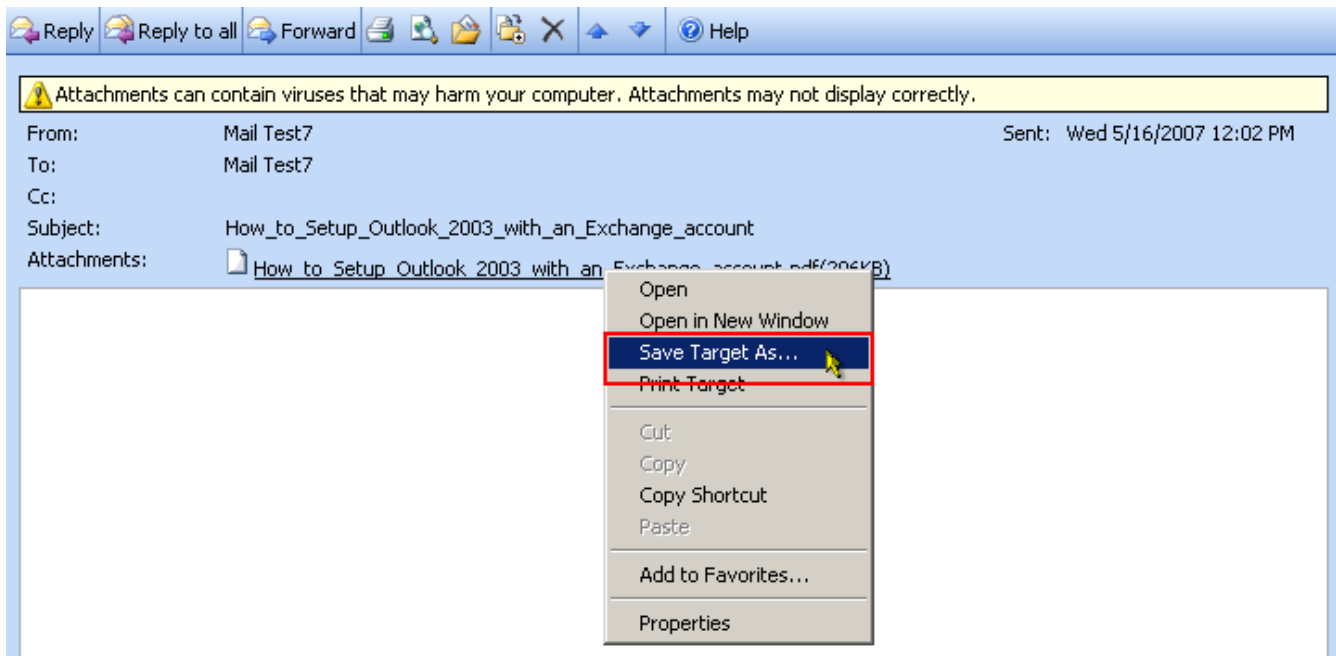 Reply Reply to all Forward Help
Attachments can contain viruses that may harm your computer. Attachments may not display correctly.
From: Mail Test7 Sent: Wed 5/16/2007 12:02 PM
To: Mail Test7
Cc:
Subject: How_to_Setup_Outlook_2003_with_an_Exchange_account
Attachments: How_to_Setup_Outlook_2003_with_an_Exchange_account.pdf(296KB)
Open
Open in New Window
Save Target As...
Print Target
Cut
Copy
Copy Shortcut
Paste
Add to Favorites...
Properties